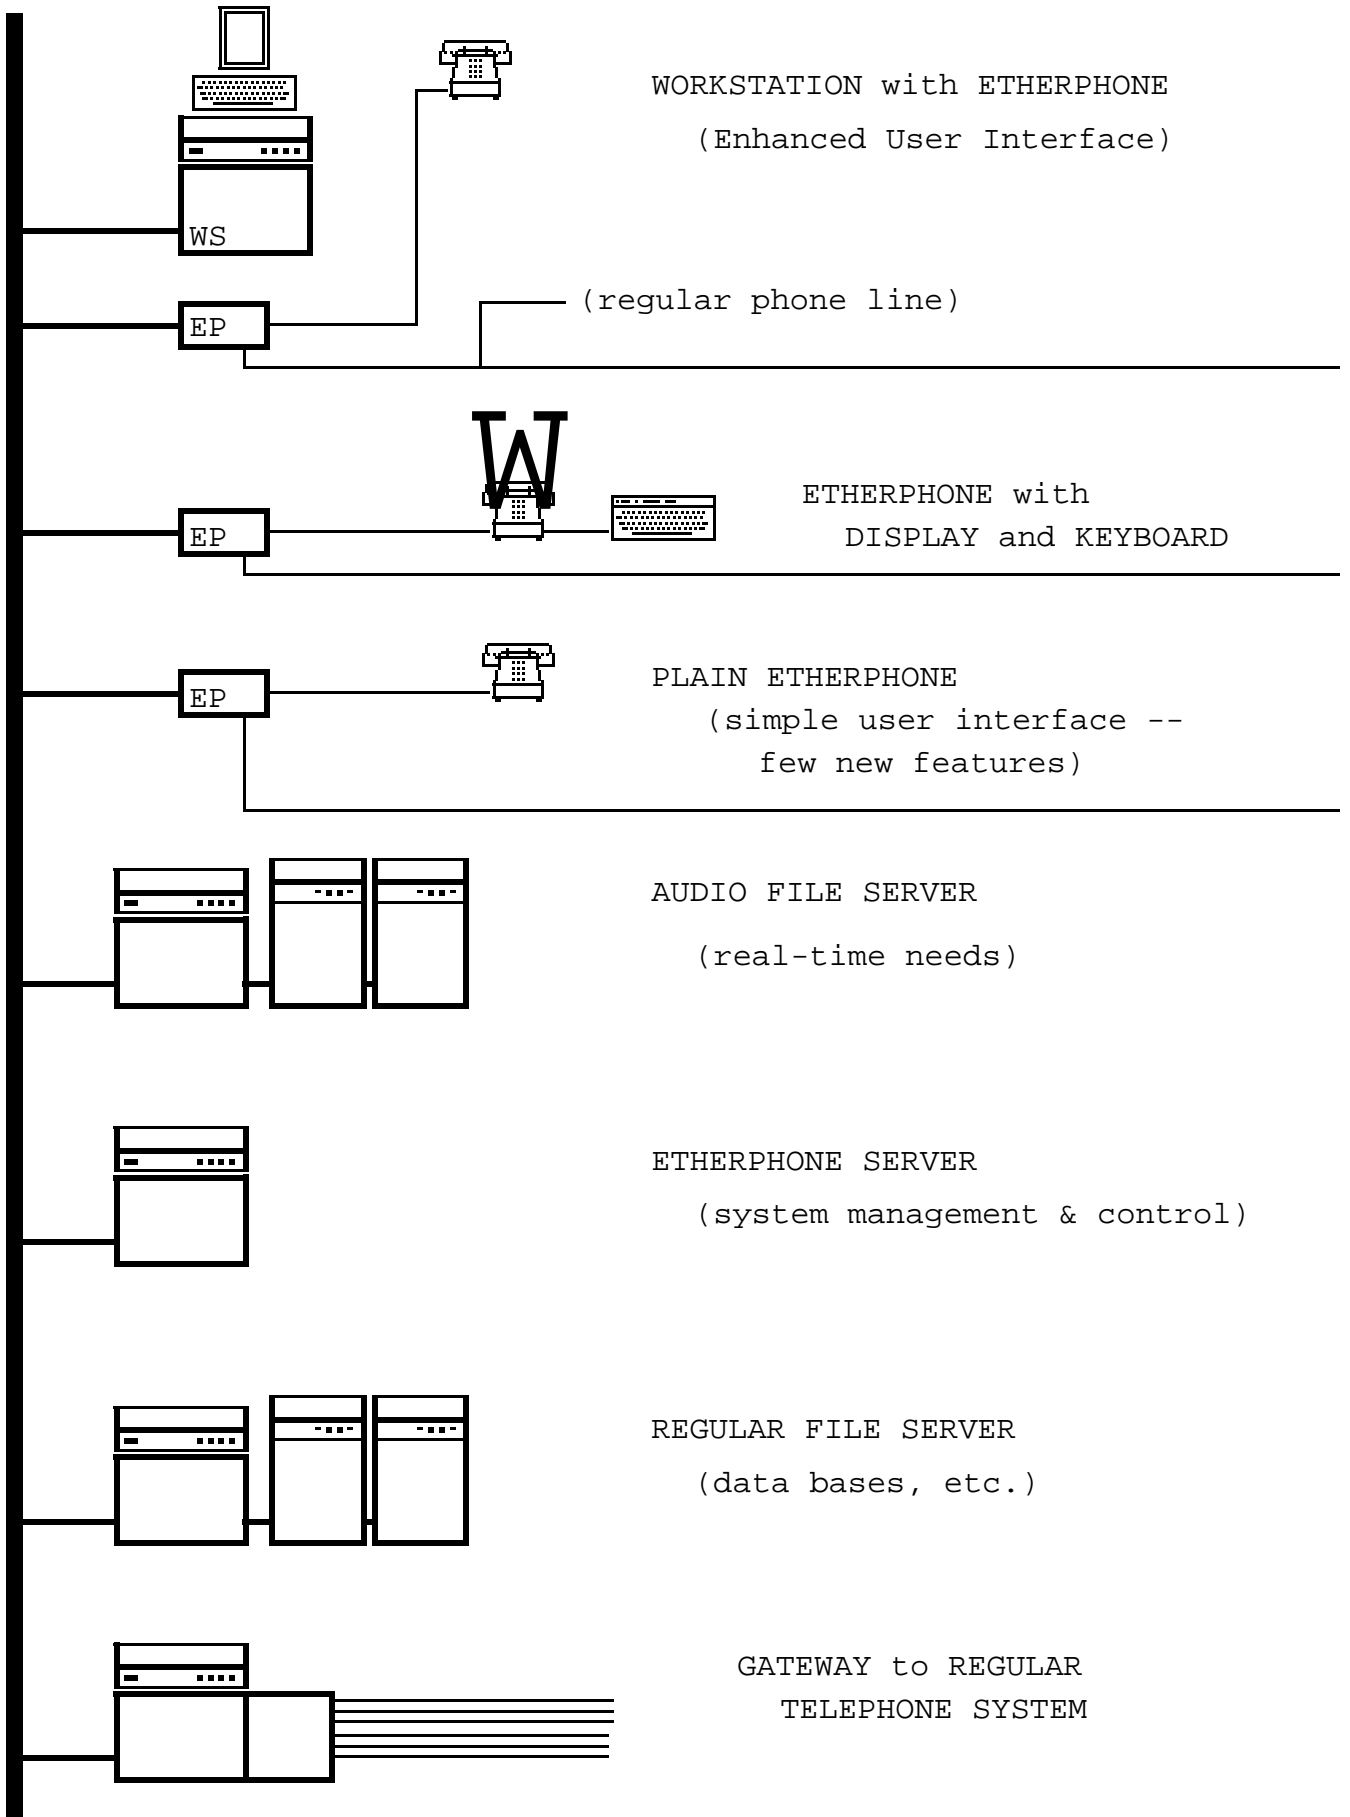 WORKSTATION with ETHERPHONE
(Enhanced User Interface)
WS
(regular phone line)
EP
W
ETHERPHONE with
EP
DISPLAY and KEYBOARD
PLAIN ETHERPHONE
EP
(simple user interface --
few new features)
AUDIO FILE SERVER
(real-time needs)
ETHERPHONE SERVER
(system management & control)
REGULAR FILE SERVER
(data bases, etc.)
GATEWAY to REGULAR
TELEPHONE SYSTEM